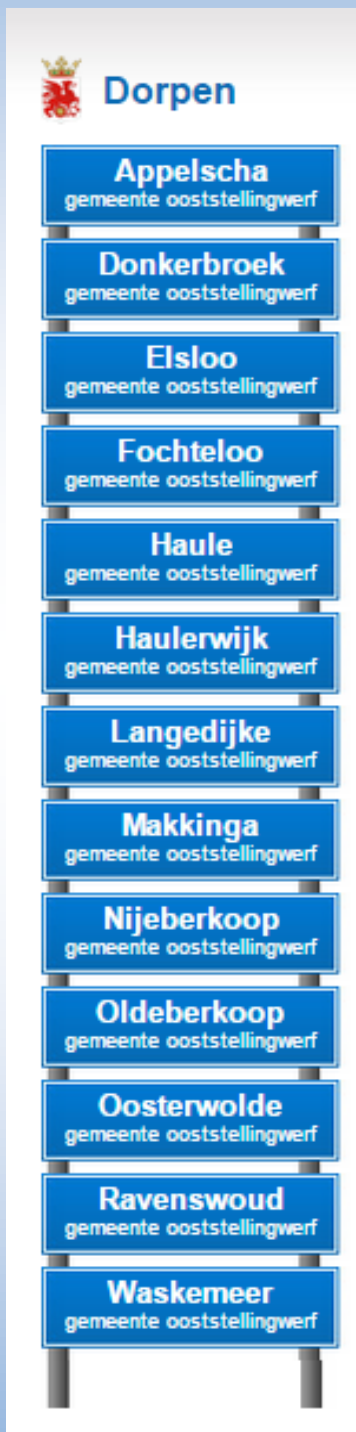 Dorpen
Appelscha
gemeente ooststellingwerf
Donkerbroek
gemeente ooststellingwerf
Elsloo
gemeente ooststellingwerf
Fochteloo
gemeente ooststellingwerf
Haule
gemeente ooststellingwerf
Haulerwijk
gemeente ooststellingwerf
Langedijke
gemeente ooststellingwerf
Makkinga
gemeente ooststellingwerf
Nijeberkoop
gemeente ooststellingwerf
Oldeberkoop
gemeente ooststellingwerf
Oosterwolde
gemeente ooststellingwerf
Ravenswoud
gemeente ooststellingwerf
Waskemeer
gemeente ooststellingwerf